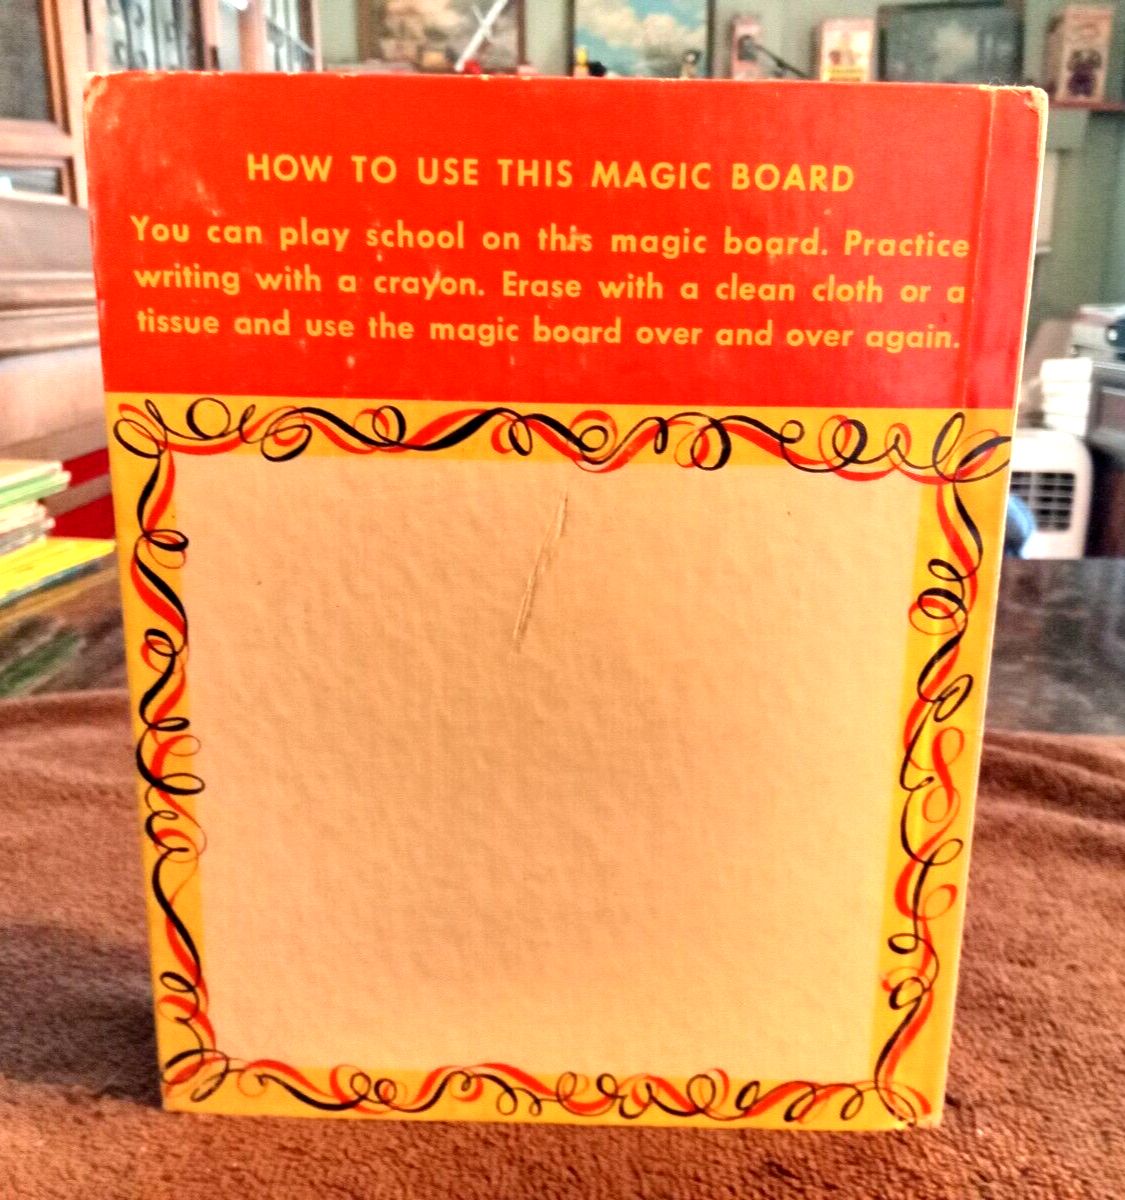 HOW TO USE THIS MAGIC BOARD
You can play school on this magic board. Practice
writing with a crayon. Erase with a clean cloth or a
tissue and use the magic board over and over again.